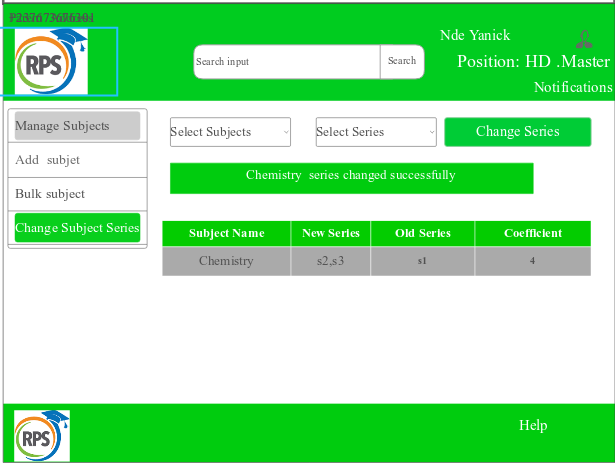 RPS
Nde Yanick
Search input
Search
Position: HD .Master
Notifications
Manage Subjects
Add subjet
Bulk subject
Change Subject Series
Select Subjects
Select Series
Change Series
Chemistry series changed successfully
Subject Name New Series Old Series Coefficient
Chemistry s2,s3 s1 4
RPS
Help